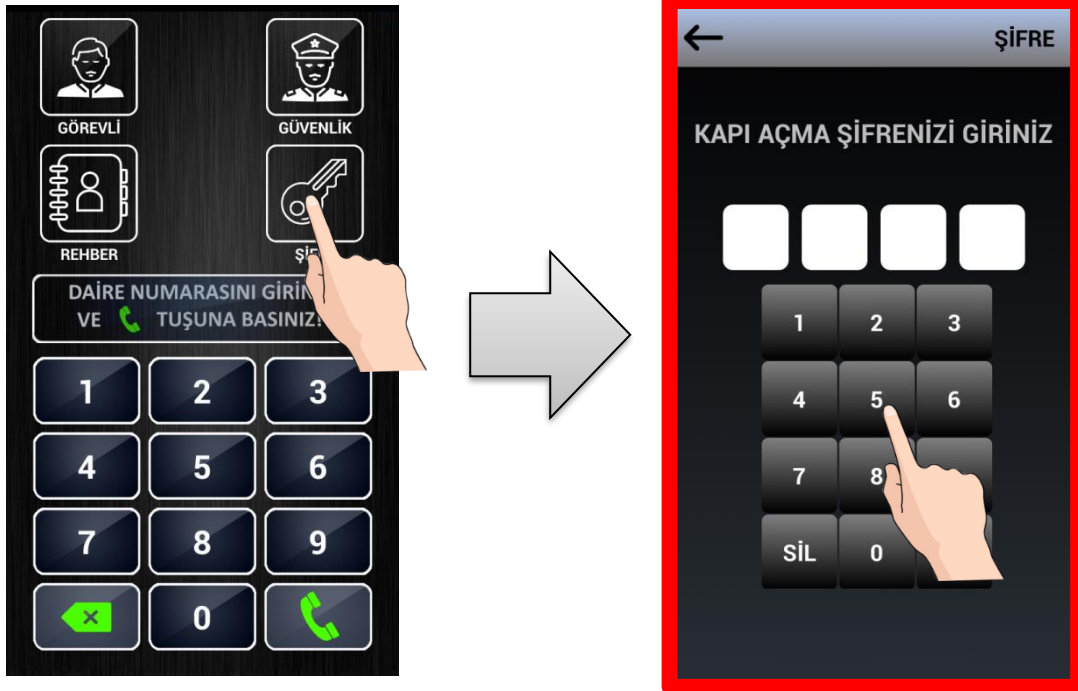 GÖREVLİ
GÜVENLİK
REHBER
DAİRE NUMARASINI
VE TUŞUNA BASINIZ!
1 2 3
4 5 6
7 8 9
0
ŞİFRE
KAPI AÇMA ŞİFRENİZİ GİRİNİZ
1 2 3
4 5 6
7 8
SİL 0